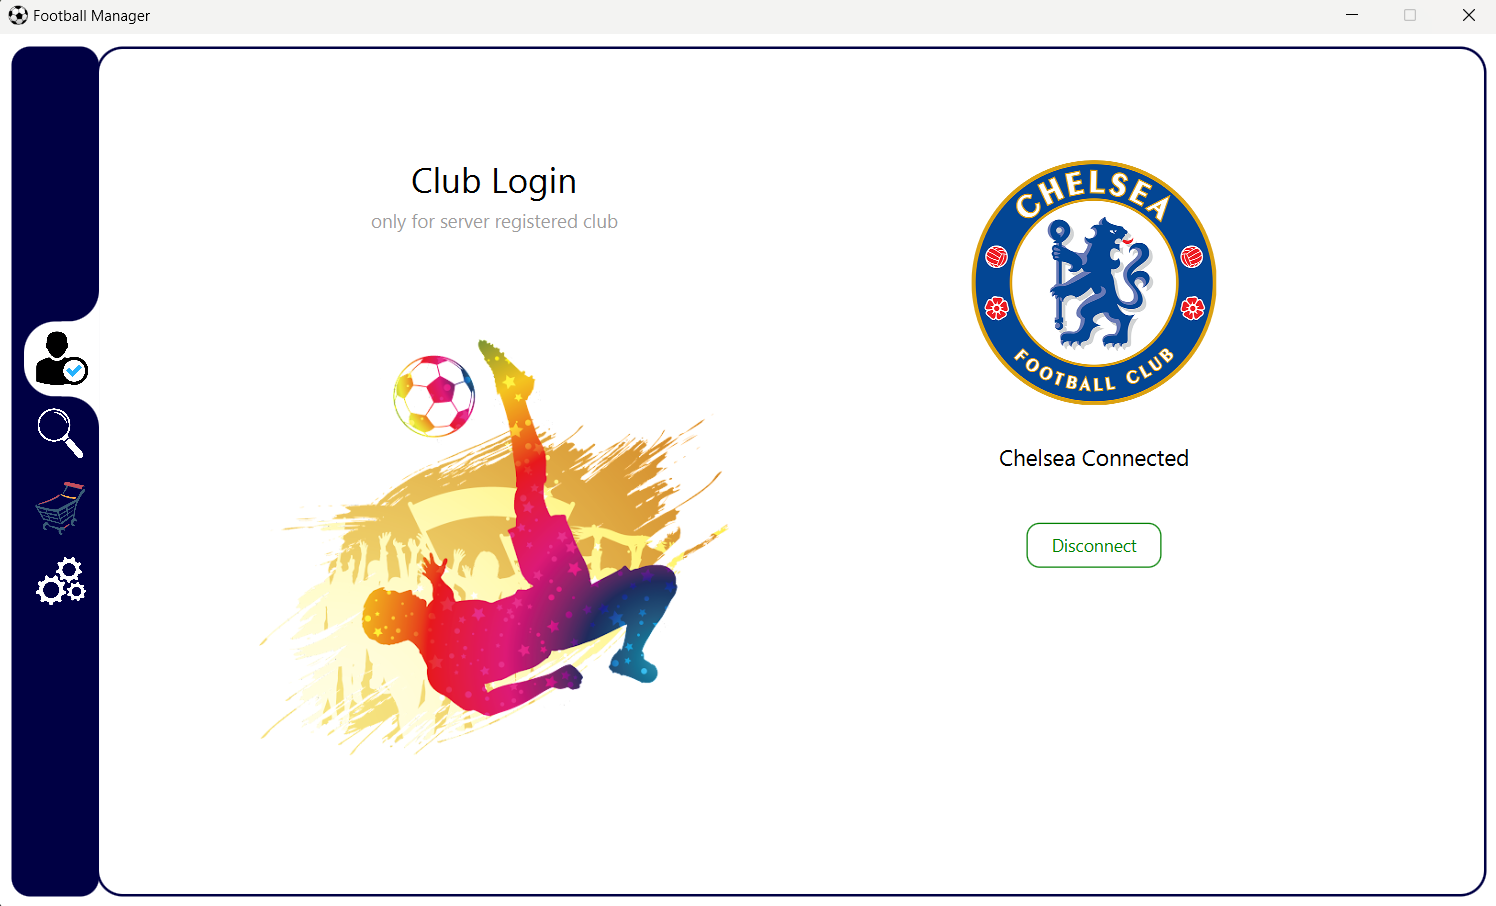 Football Manager
Club Login
only for server registered club
CHELSEA
FOOTBALL CLUB
Chelsea Connected
Disconnect